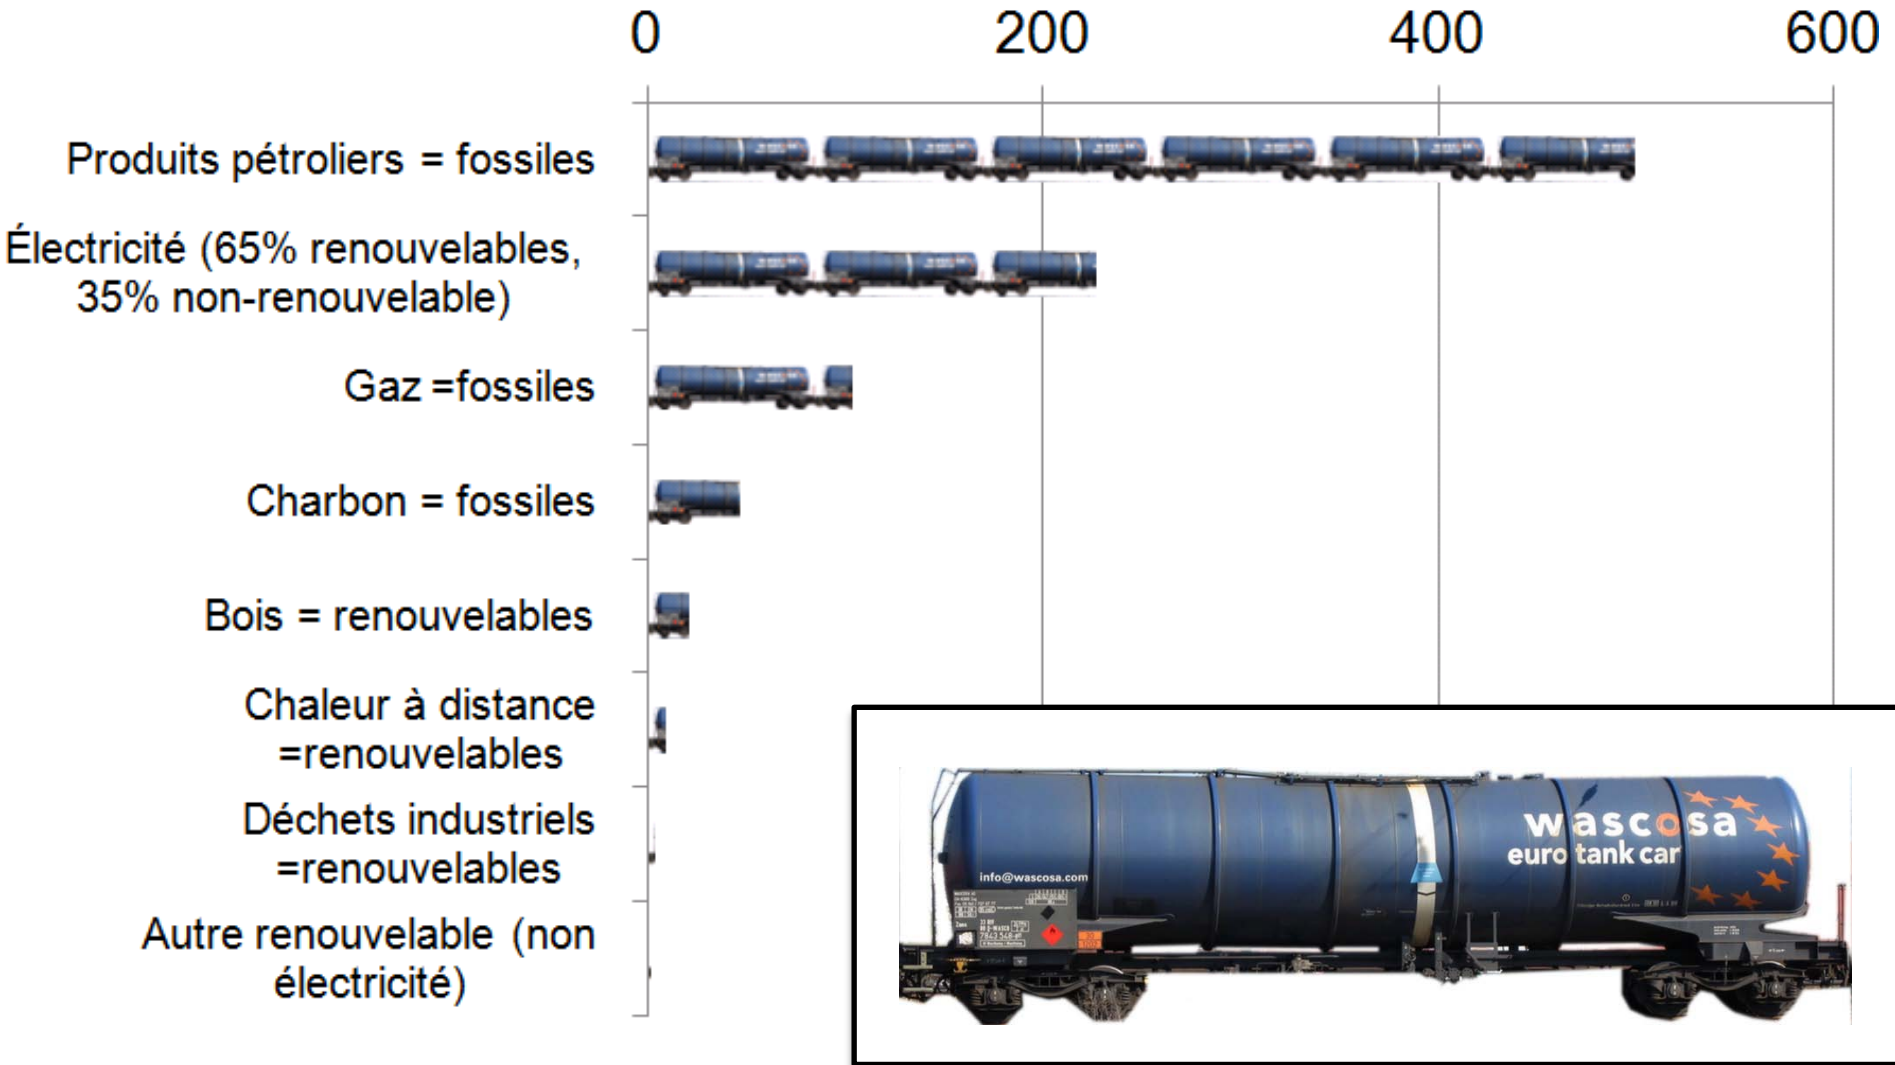 0 200 400 600
Produits pétroliers = fossiles
Électricité (65% renouvelables,
35% non-renouvelable)
Gaz =fossiles
Charbon = fossiles
Bois = renouvelables
Chaleur à distance
=renouvelables
Déchets industriels
=renouvelables
Autre renouvelable (non
électricité)
wascosa
euro tank car
info@wascosa.com